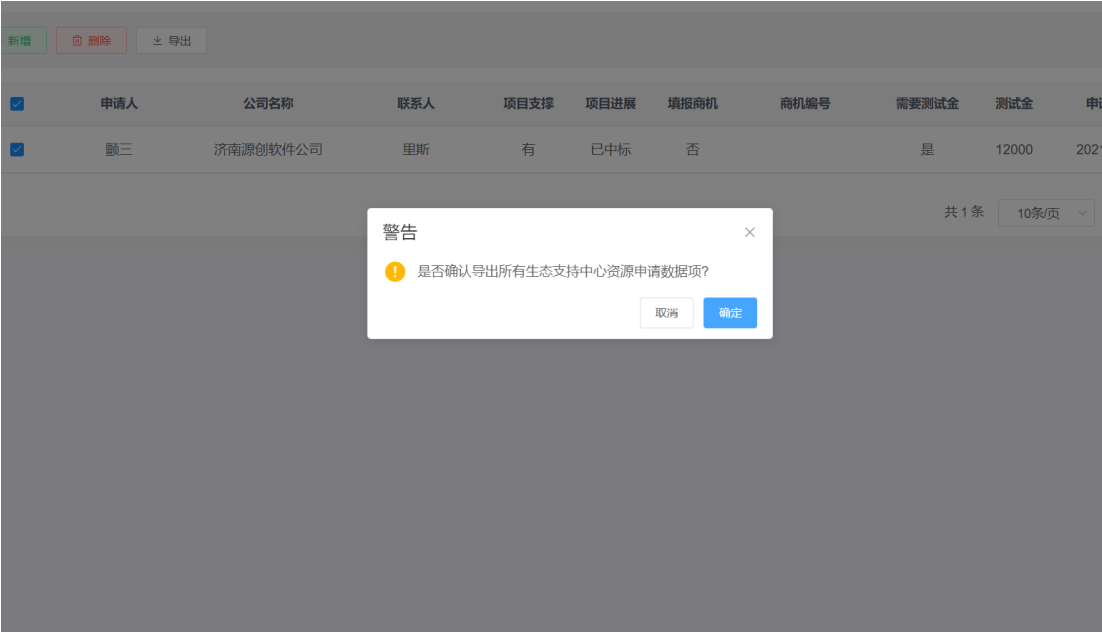 新增 删除 导出
申请人 公司名称 联系人 项目支撑 项目进展 填报商机 商机编号 需要测试金 测试金 申
颤三 济南源创软件公司 里斯 有 已中标 否 是 12000 2021
共 1 条 10条/页
警告
是否确认导出所有生态支持中心资源申请数据项?
取消 确定